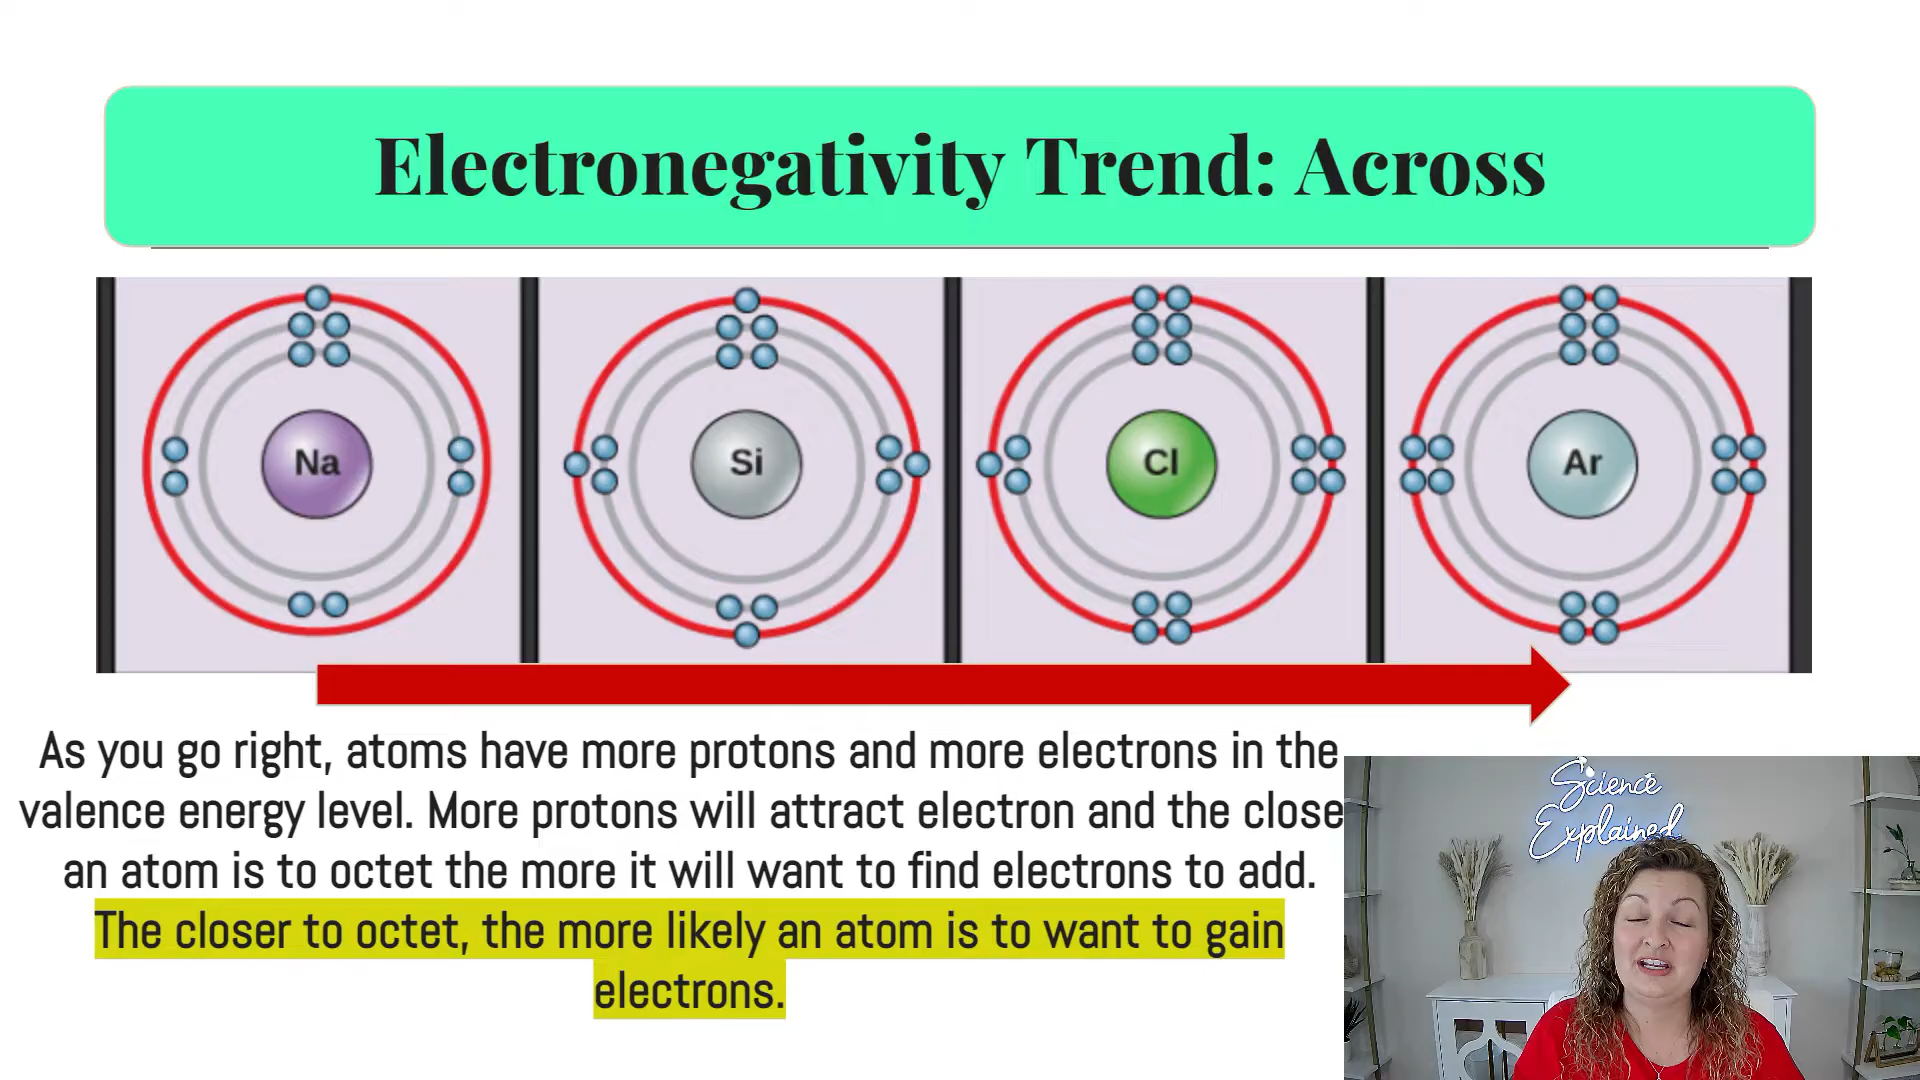 Electronegativity Trend: Across
Na
Si
Cl
Ar
As you go right, atoms have more protons and more electrons in the
valence energy level. More protons will attract electron and the close
an atom is to octet the more it will want to find electrons to add.
The closer to octet, the more likely an atom is to want to gain
electrons.
Science
Explained